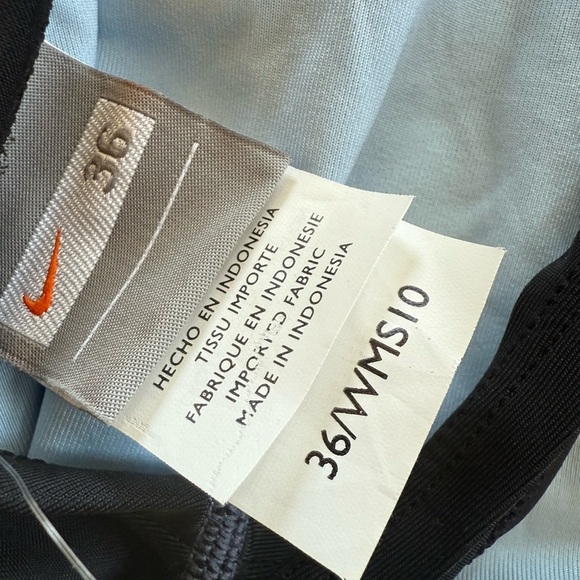 36
HECHO EN INDONESIA
TISSU IMPORTE
FABRIQUE EN INDONESIE
IMPORTED FABRIC
MADE IN INDONESIA
36/WMS10